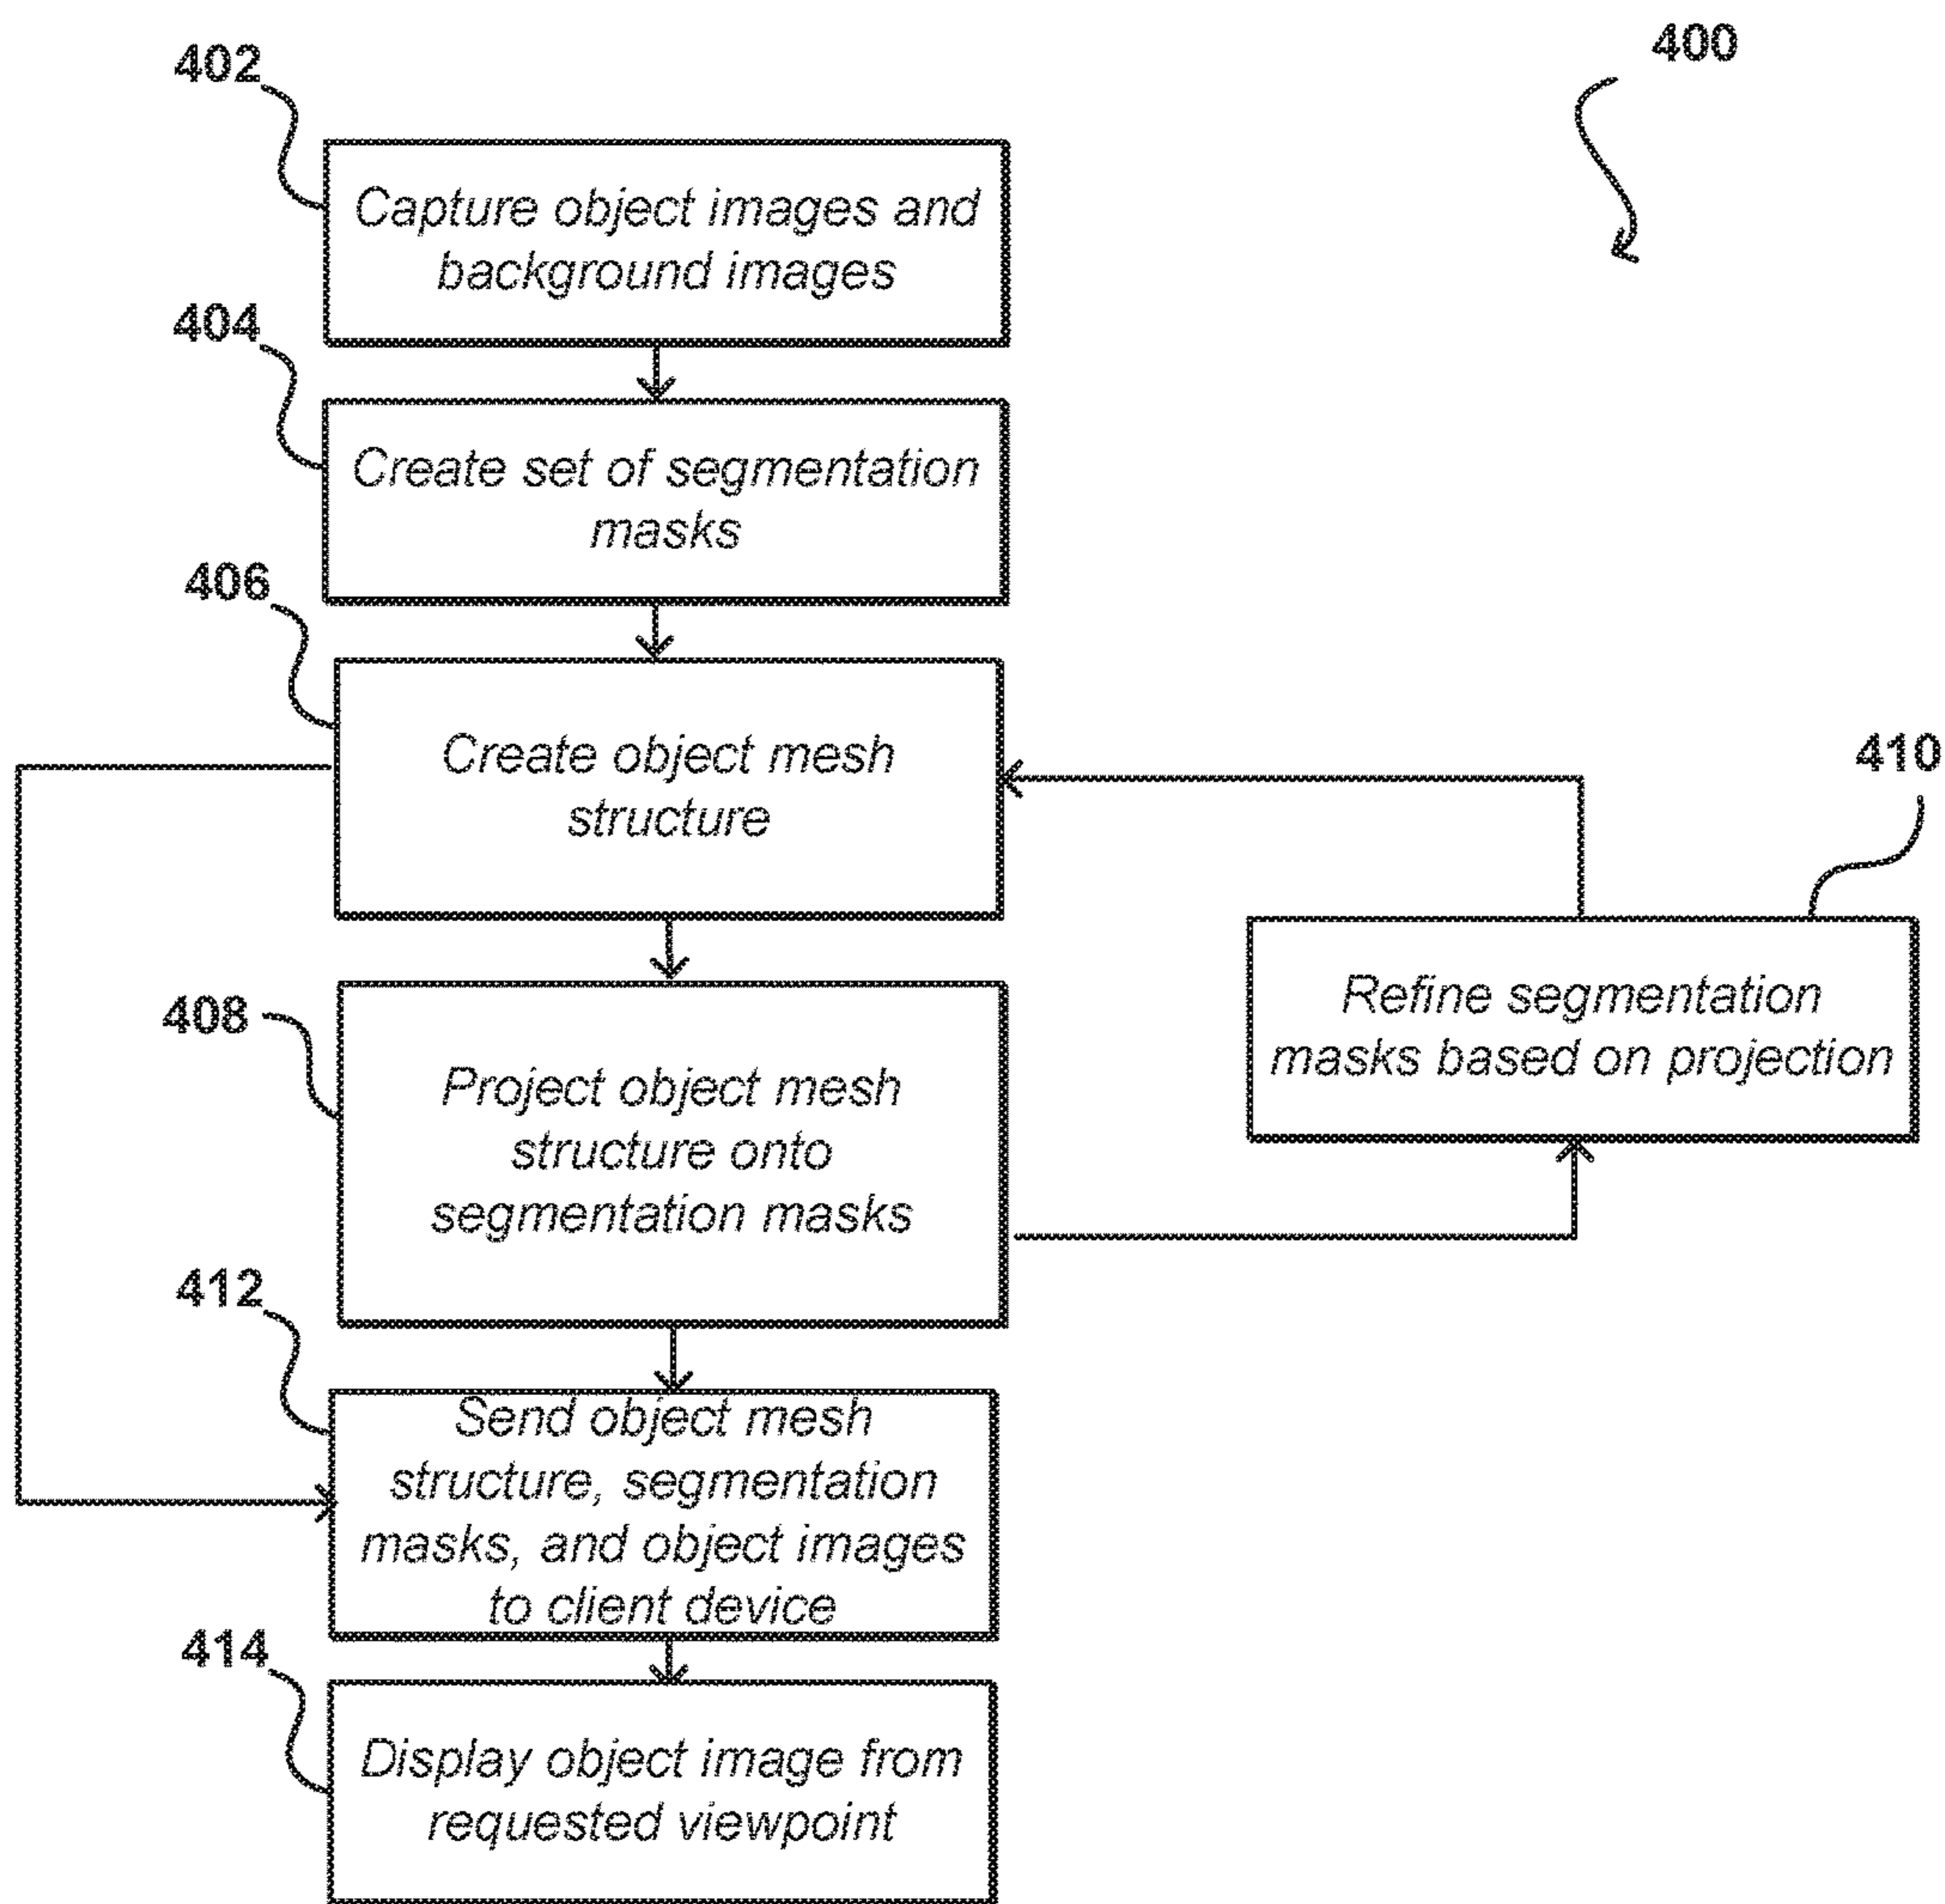 400
402
Capture object images and
background images
404
Create set of segmentation
masks
406
Create object mesh
structure
410
Refine segmentation
masks based on projection
408
Project object mesh
structure onto
segmentation masks
412
Send object mesh
structure, segmentation
masks, and object images
to client device
414
Display object image from
requested viewpoint